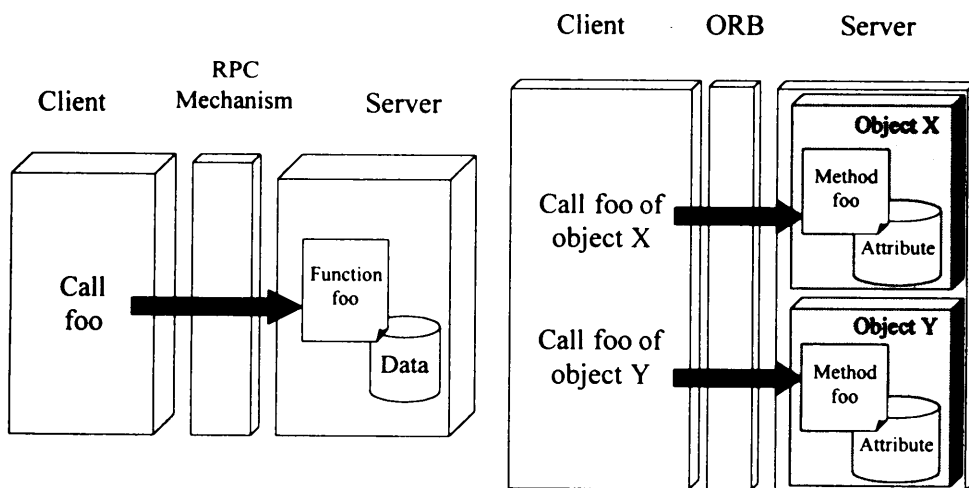 Client
RPC
Mechanism
Server
Call
foo
Function
foo
Data
Client
ORB
Server
Object X
Call foo of
object X
Method
foo
Attribute
Object Y
Call foo of
object Y
Method
foo
Attribute